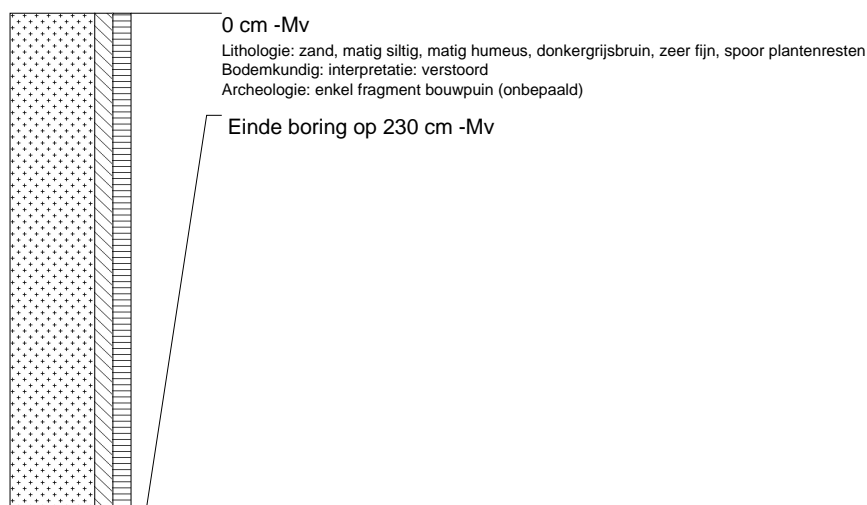 0 cm -Mv
Lithologie: zand, matig siltig, matig humeus, donkergrijsbruin, zeer fijn, spoor plantenresten
Bodemkundig: interpretatie: verstoord
Archeologie: enkel fragment bouwpuin (onbepaald)
Einde boring op 230 cm -Mv